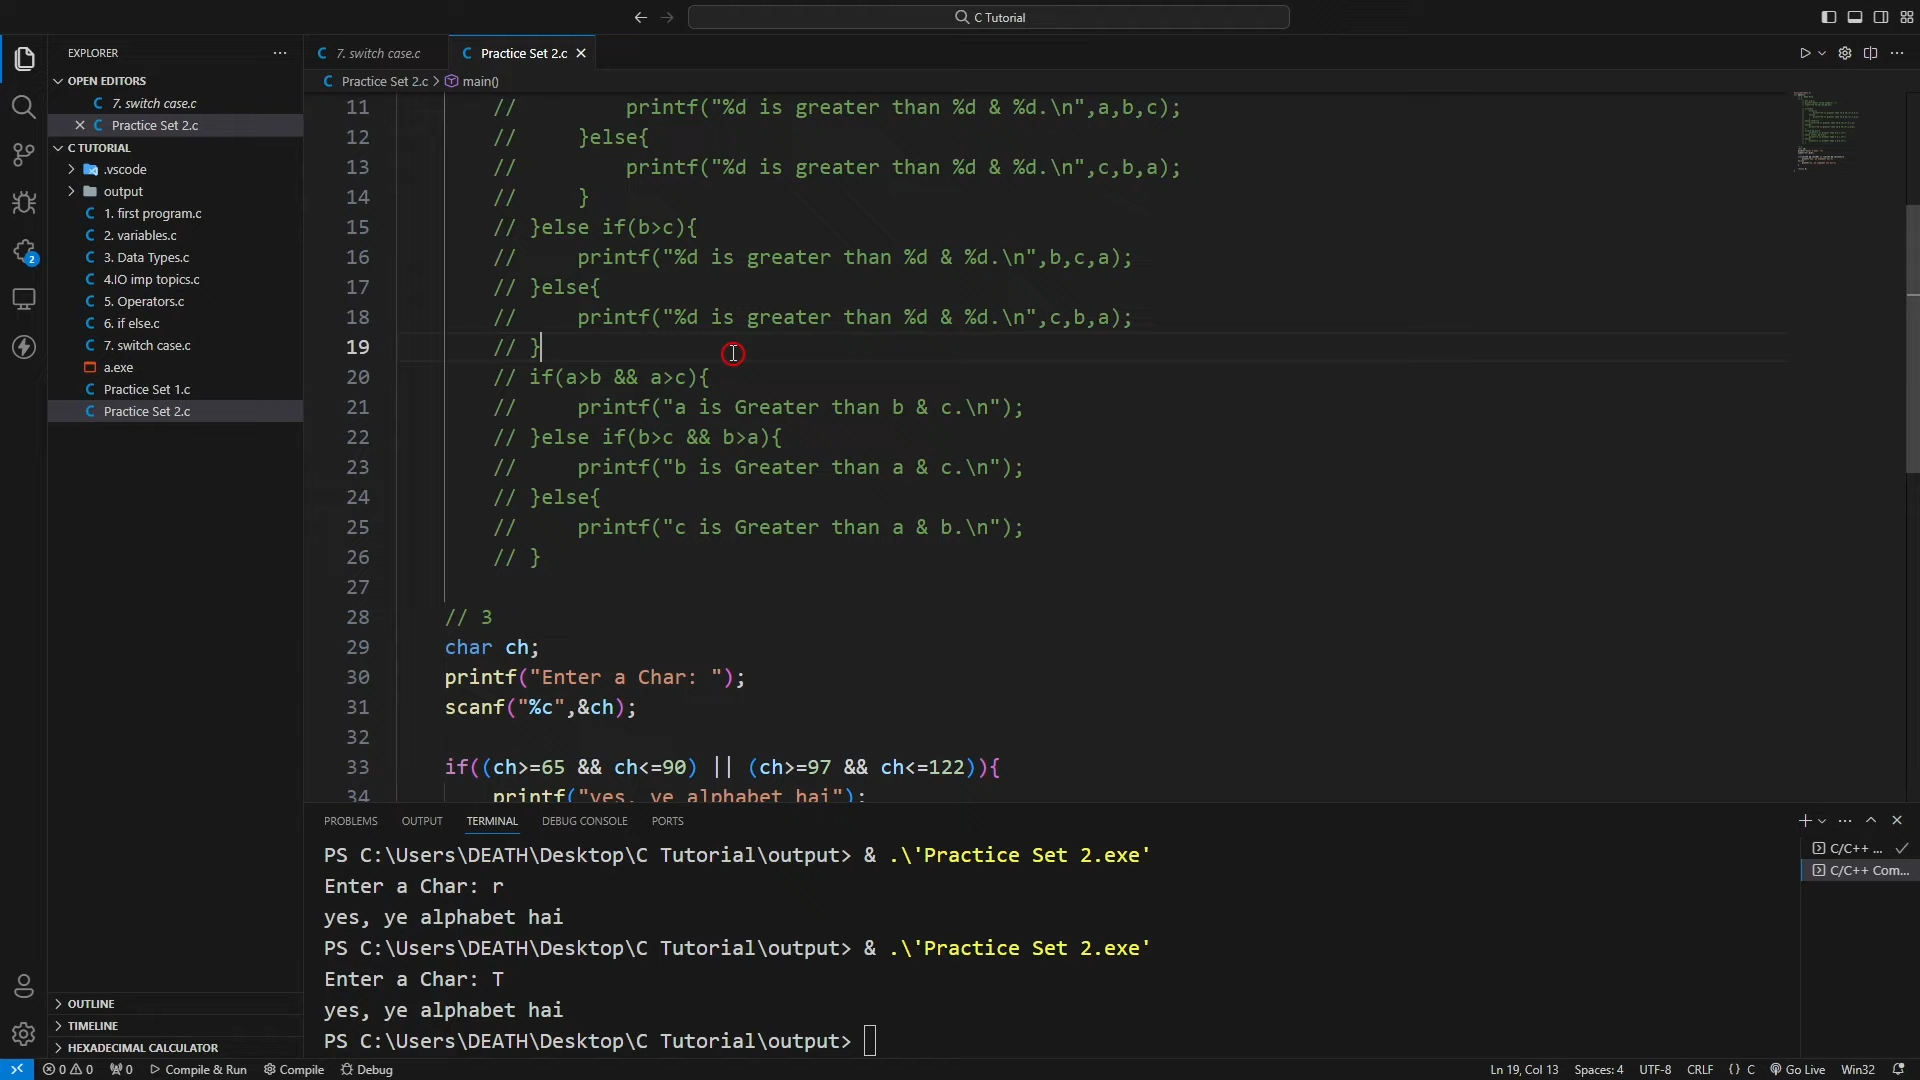 C Tutorial
EXPLORER
OPEN EDITORS
7. switch case.c
Practice Set 2.c
C TUTORIAL
.vscode
output
1. first program.c
2. variables.c
3. Data Types.c
4.IO imp topics.c
5. Operators.c
6. if else.c
7. switch case.c
a.exe
Practice Set 1.c
Practice Set 2.c
OUTLINE
TIMELINE
HEXADECIMAL CALCULATOR
2
7. switch case.c
Practice Set 2.c
Practice Set 2.c > main()
11 // printf("%d is greater than %d & %d.\n",a,b,c);
12 // }else{
13 // printf("%d is greater than %d & %d.\n",c,b,a);
14 // }
15 // }else if(b>c){
16 // printf("%d is greater than %d & %d.\n",b,c,a);
17 // }else{
18 // printf("%d is greater than %d & %d.\n",c,b,a);
19 // }
20 // if(a>b && a>c){
21 // printf("a is Greater than b & c.\n");
22 // }else if(b>c && b>a){
23 // printf("b is Greater than a & c.\n");
24 // }else{
25 // printf("c is Greater than a & b.\n");
26 // }
27
28 // 3
29 char ch;
30 printf("Enter a Char: ");
31 scanf("%c",&ch);
32
33 if((ch>=65 && ch<=90) || (ch>=97 && ch<=122)){
34 printf("yes, ye alphabet hai");
PROBLEMS OUTPUT TERMINAL DEBUG CONSOLE PORTS
PS C:\Users\DEATH\Desktop\C Tutorial\output> & .\'Practice Set 2.exe'
Enter a Char: r
yes, ye alphabet hai
PS C:\Users\DEATH\Desktop\C Tutorial\output> & .\'Practice Set 2.exe'
Enter a Char: T
yes, ye alphabet hai
PS C:\Users\DEATH\Desktop\C Tutorial\output>
C/C++ ...
C/C++ Com...
0 0 0 Compile & Run Compile Debug Ln 19, Col 13 Spaces: 4 UTF-8 CRLF {} C Go Live Win32